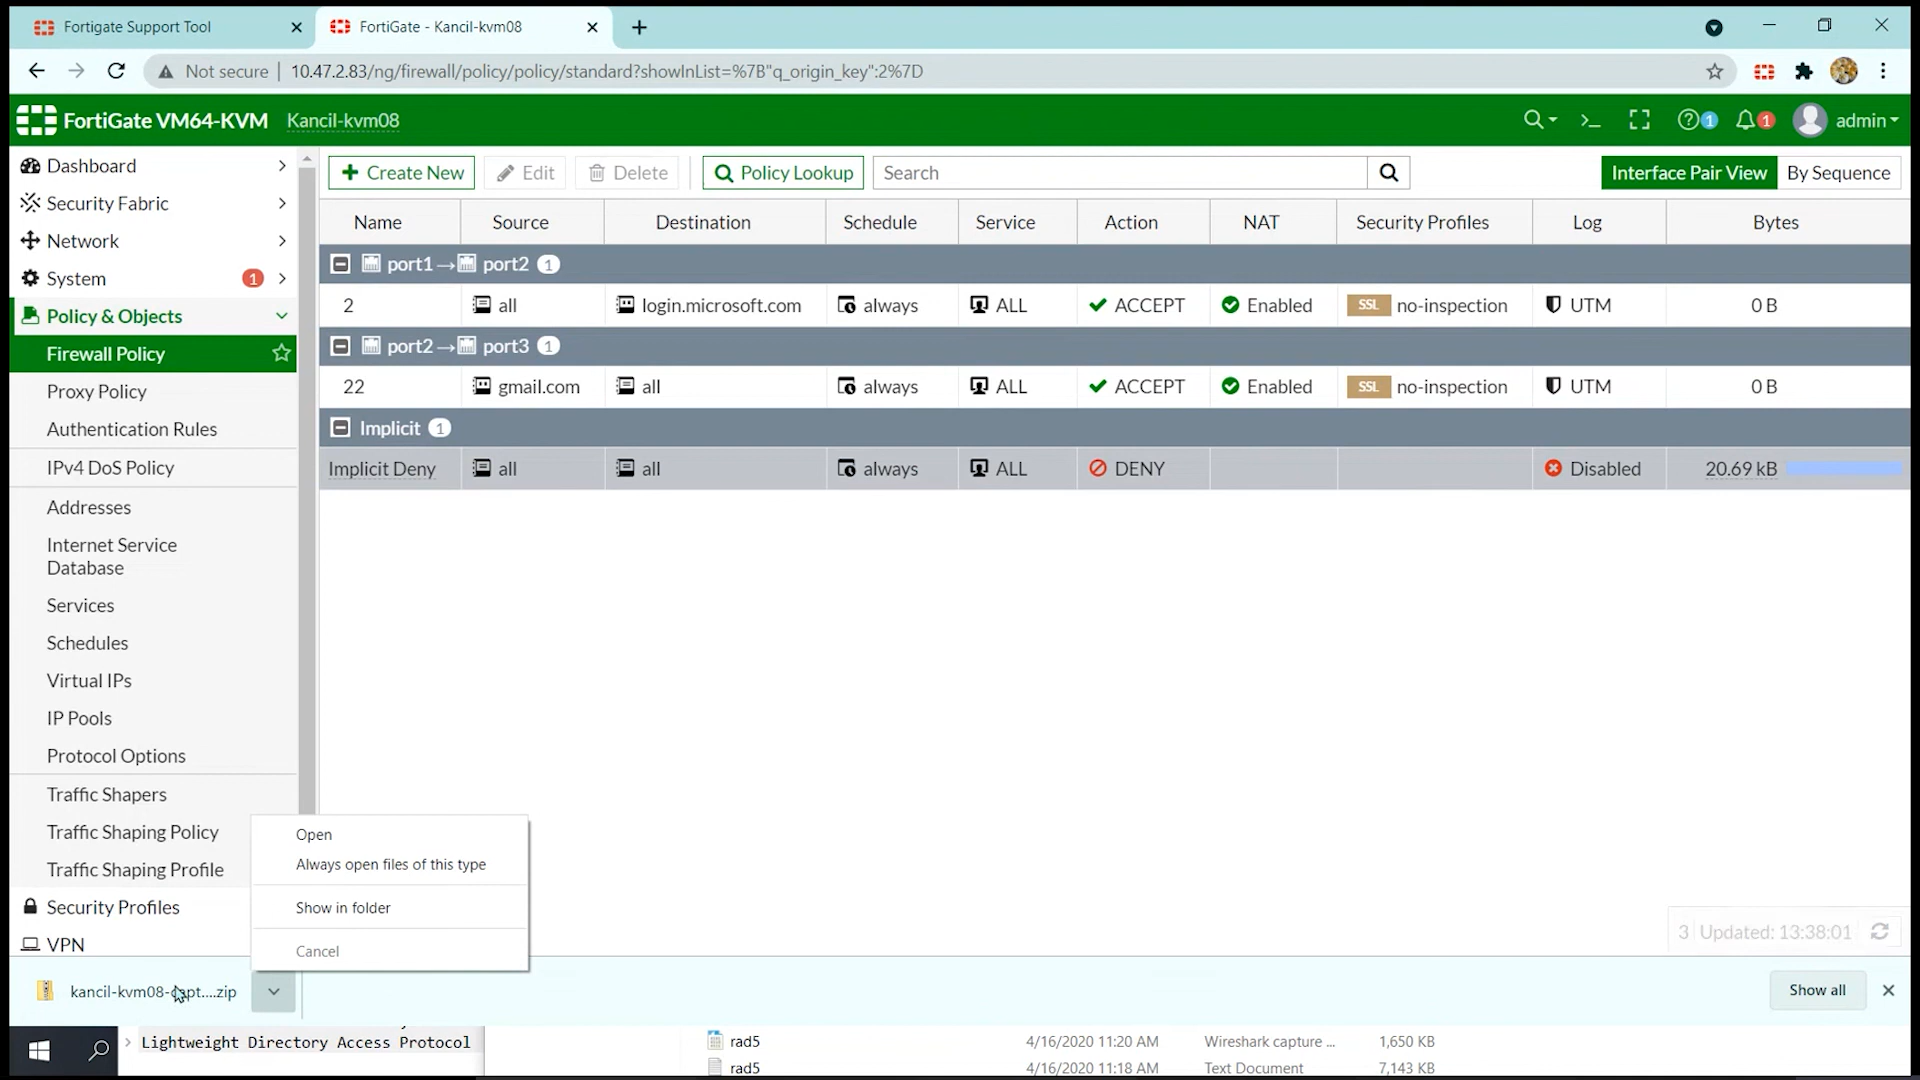 Fortigate Support Tool
FortiGate - Kancil-kvm08
Not secure
10.47.2.83/ng/firewall/policy/policy/standard?showInList=%7B"q_origin_key":2%7D
FortiGate VM64-KVM Kancil-kvm08
1
1
admin
Dashboard
Security Fabric
Network
System 1
Policy & Objects
Firewall Policy
Proxy Policy
Authentication Rules
IPv4 DoS Policy
Addresses
Internet Service
Database
Services
Schedules
Virtual IPs
IP Pools
Protocol Options
Traffic Shapers
Traffic Shaping Policy
Traffic Shaping Profile
Security Profiles
VPN
Create New Edit Delete Policy Lookup Search Interface Pair View By Sequence
Name Source Destination Schedule Service Action NAT Security Profiles Log Bytes
port1 → port2 1
2 all login.microsoft.com always ALL ACCEPT Enabled SSL no-inspection UTM 0 B
port2 → port3 1
22 gmail.com all always ALL ACCEPT Enabled SSL no-inspection UTM 0 B
Implicit 1
Implicit Deny all all always ALL DENY Disabled 20.69 kB
Open
Always open files of this type
Show in folder
Cancel
3 Updated: 13:38:01
kancil-kvm08-capt....zip
Show all
Lightweight Directory Access Protocol
rad5 4/16/2020 11:20 AM Wireshark capture ... 1,650 KB
rad5 4/16/2020 11:18 AM Text Document 7,143 KB